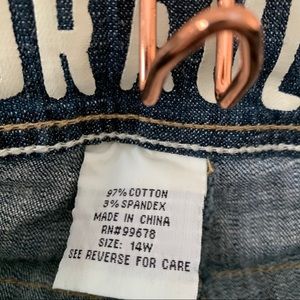 97% COTTON
3% SPANDEX
MADE IN CHINA
RN#99678
SIZE: 14W
SEE REVERSE FOR CARE